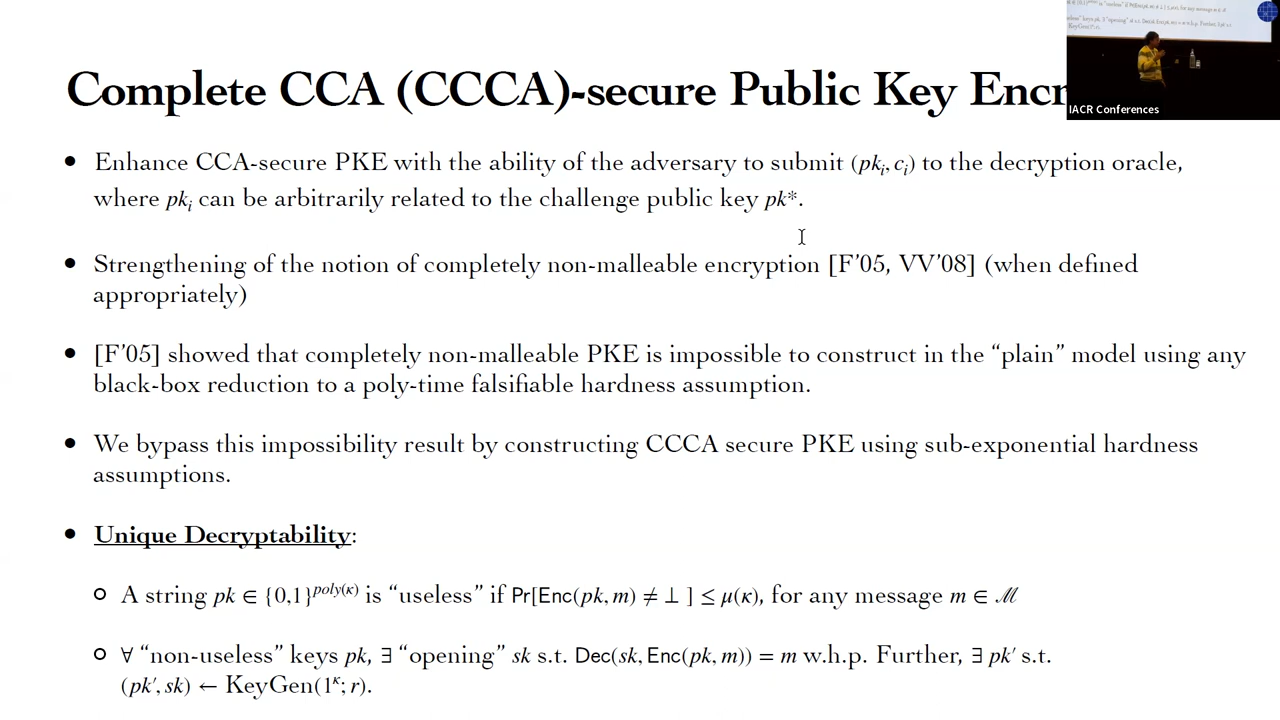 Complete CCA (CCCA)-secure Public Key Encr
IACR Conferences
• Enhance CCA-secure PKE with the ability of the adversary to submit (pkᵢ, cᵢ) to the decryption oracle,
where pkᵢ can be arbitrarily related to the challenge public key pk*.
• Strengthening of the notion of completely non-malleable encryption [F'05, VV'08] (when defined
appropriately)
• [F'05] showed that completely non-malleable PKE is impossible to construct in the “plain” model using any
black-box reduction to a poly-time falsifiable hardness assumption.
• We bypass this impossibility result by constructing CCCA secure PKE using sub-exponential hardness
assumptions.
• Unique Decryptability:
○ A string pk ∈ {0,1}^{poly(κ)} is “useless” if Pr[Enc(pk, m) ≠ ⊥ ] ≤ μ(κ), for any message m ∈ ℳ
○ ∀ “non-useless” keys pk, ∃ “opening” sk s.t. Dec(sk, Enc(pk, m)) = m w.h.p. Further, ∃ pk′ s.t.
(pk′, sk) ← KeyGen(1^κ; r).